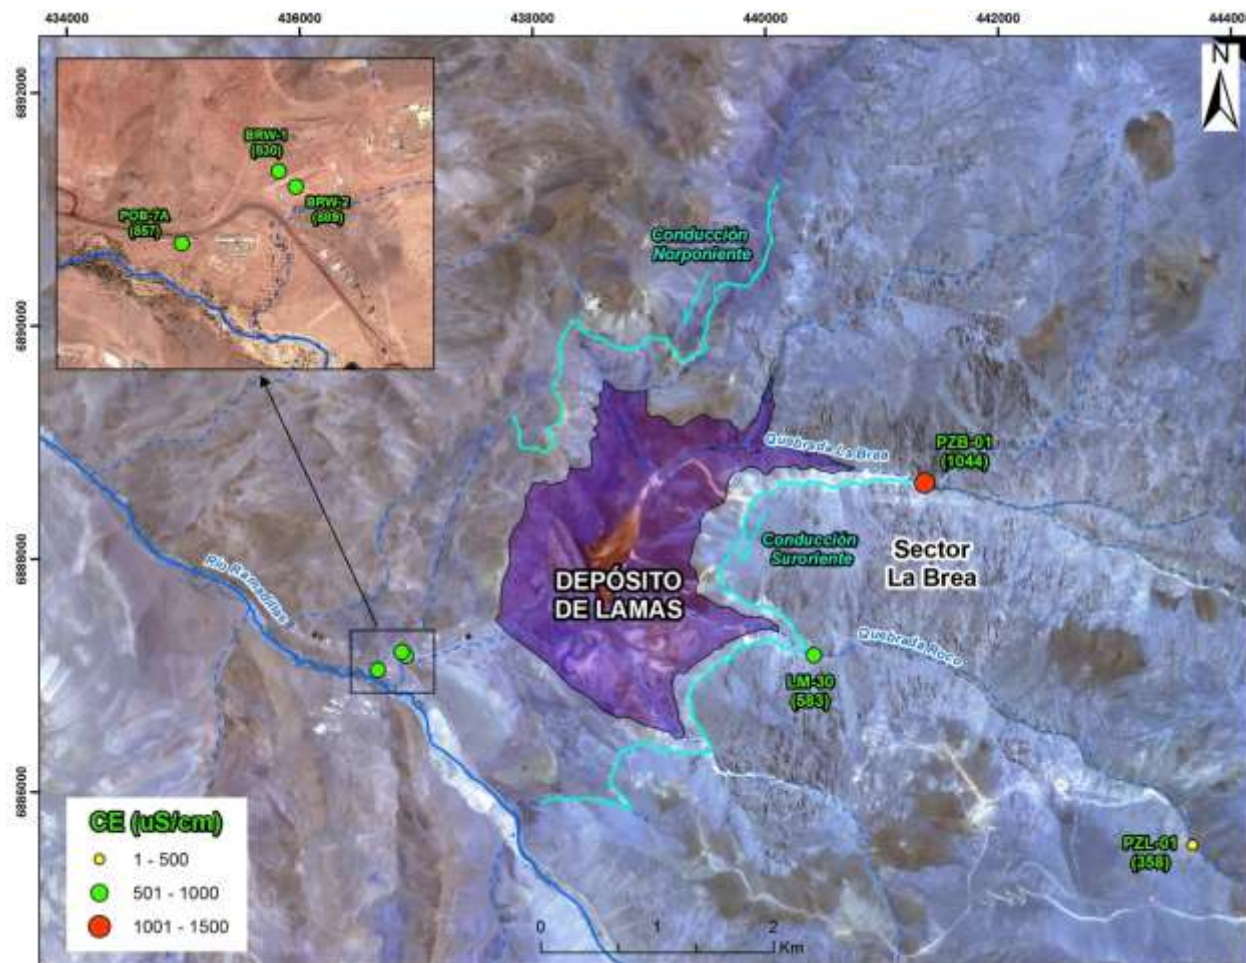 434000
436000
438000
440000
442000
444000
6892000
6890000
6888000
6886000
N
BRW-1
(830)
BRW-2
(889)
POB-7A
(857)
Conducción
Norponiente
Quebrada La Brea
PZB-01
(1044)
Conducción
Suroriente
Sector
La Brea
DEPÓSITO
DE LAMAS
Río Ramadillas
Quebrada Roco
LM-30
(583)
PZL-01
(358)
CE (uS/cm)
1 - 500
501 - 1000
1001 - 1500
0
1
2
Km